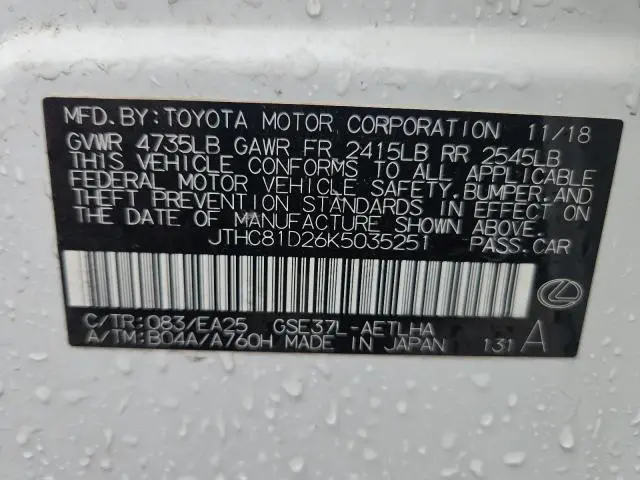 MFD.BY:TOYOTA MOTOR CORPORATION 11/18
GVWR 4735LB GAWR FR 2415LB RR 2545LB
THIS VEHICLE CONFORMS TO ALL APPLICABLE
FEDERAL MOTOR VEHICLE SAFETY,BUMPER,AND
THEFT PREVENTION STANDARDS IN EFFECT ON
THE DATE OF MANUFACTURE SHOWN ABOVE.
JTHC81D26K5035251 PASS.CAR
C/TR:083/EA25 GSE37L-AETLHA
A/TM:B04A/A760H MADE IN JAPAN 131 A